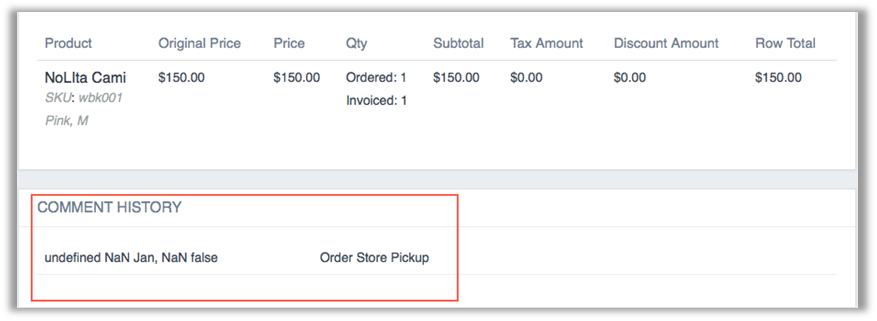 Product Original Price Price Qty Subtotal Tax Amount Discount Amount Row Total
NoLIta Cami $150.00 $150.00 Ordered: 1 $150.00 $0.00 $0.00 $150.00
SKU: wbk001 Invoiced: 1
Pink, M
COMMENT HISTORY
undefined NaN Jan, NaN false Order Store Pickup